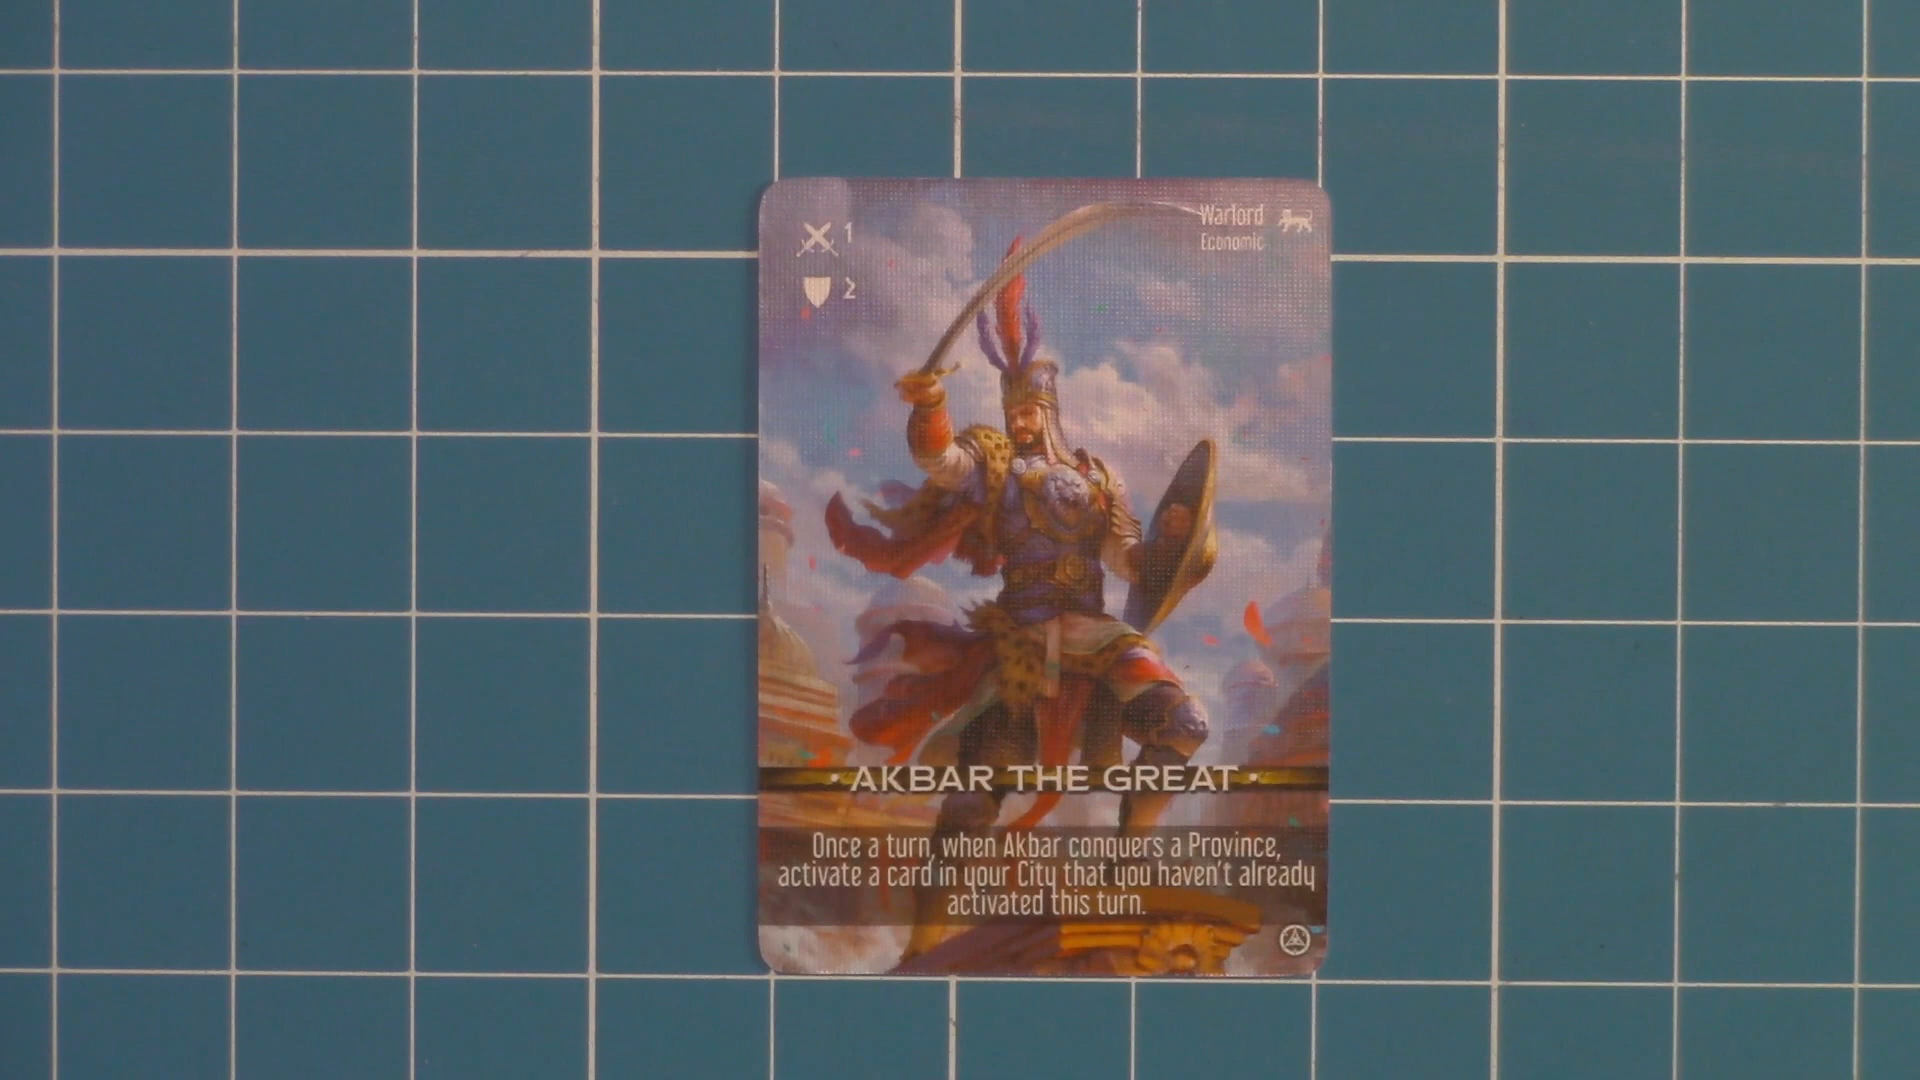 1
2
Warlord
Economic
• AKBAR THE GREAT •
Once a turn, when Akbar conquers a Province,
activate a card in your City that you haven't already
activated this turn.